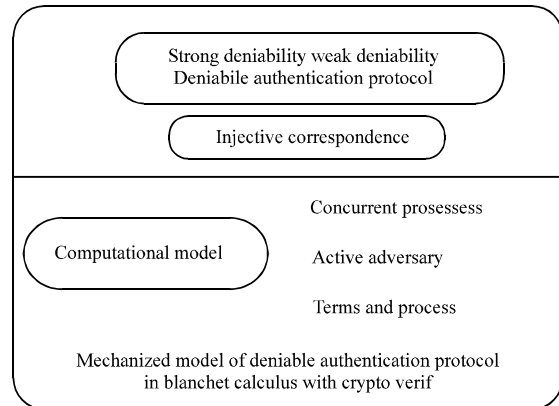 Strong deniability weak deniability
Deniabile authentication protocol
Injective correspondence
Concurrent prosessess
Computational model
Active adversary
Terms and process
Mechanized model of deniable authentication protocol
in blanchet calculus with crypto verif